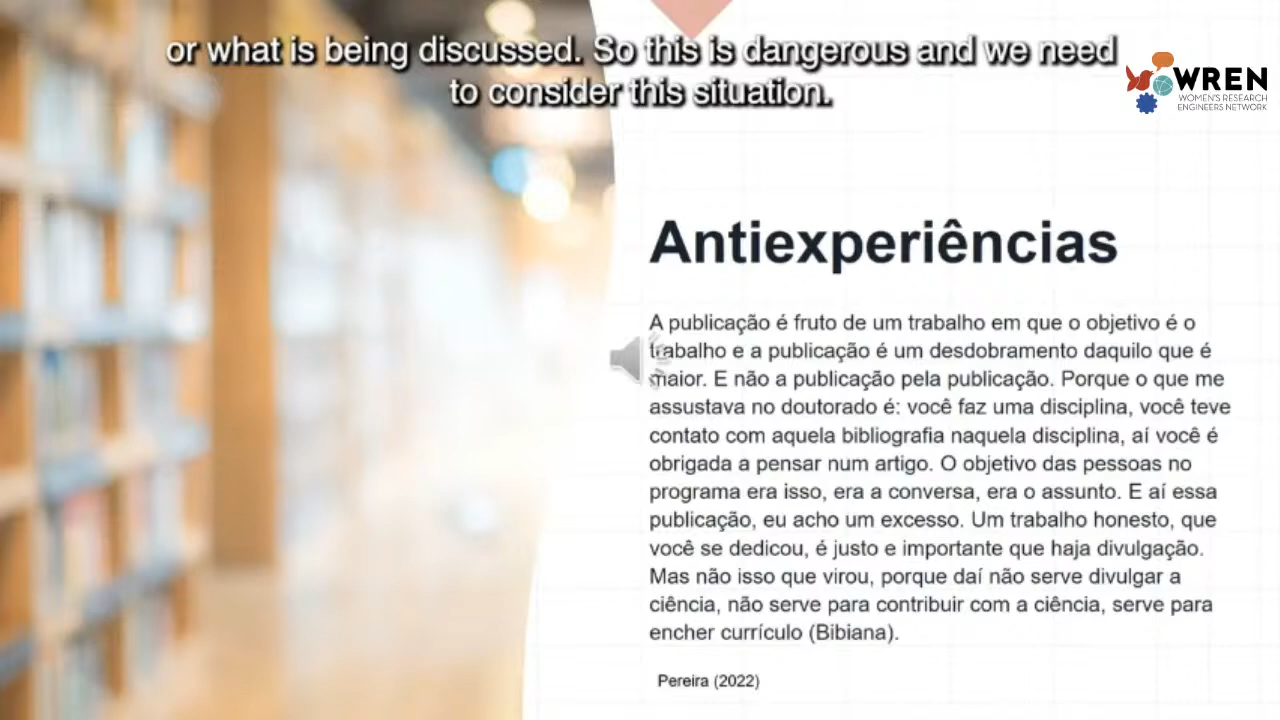 or what is being discussed. So this is dangerous and we need
to consider this situation.
WREN
WOMEN'S RESEARCH
ENGINEERS NETWORK
Antiexperiências
A publicação é fruto de um trabalho em que o objetivo é o
trabalho e a publicação é um desdobramento daquilo que é
maior. E não a publicação pela publicação. Porque o que me
assustava no doutorado é: você faz uma disciplina, você teve
contato com aquela bibliografia naquela disciplina, aí você é
obrigada a pensar num artigo. O objetivo das pessoas no
programa era isso, era a conversa, era o assunto. E aí essa
publicação, eu acho um excesso. Um trabalho honesto, que
você se dedicou, é justo e importante que haja divulgação.
Mas não isso que virou, porque daí não serve divulgar a
ciência, não serve para contribuir com a ciência, serve para
encher currículo (Bibiana).
Pereira (2022)